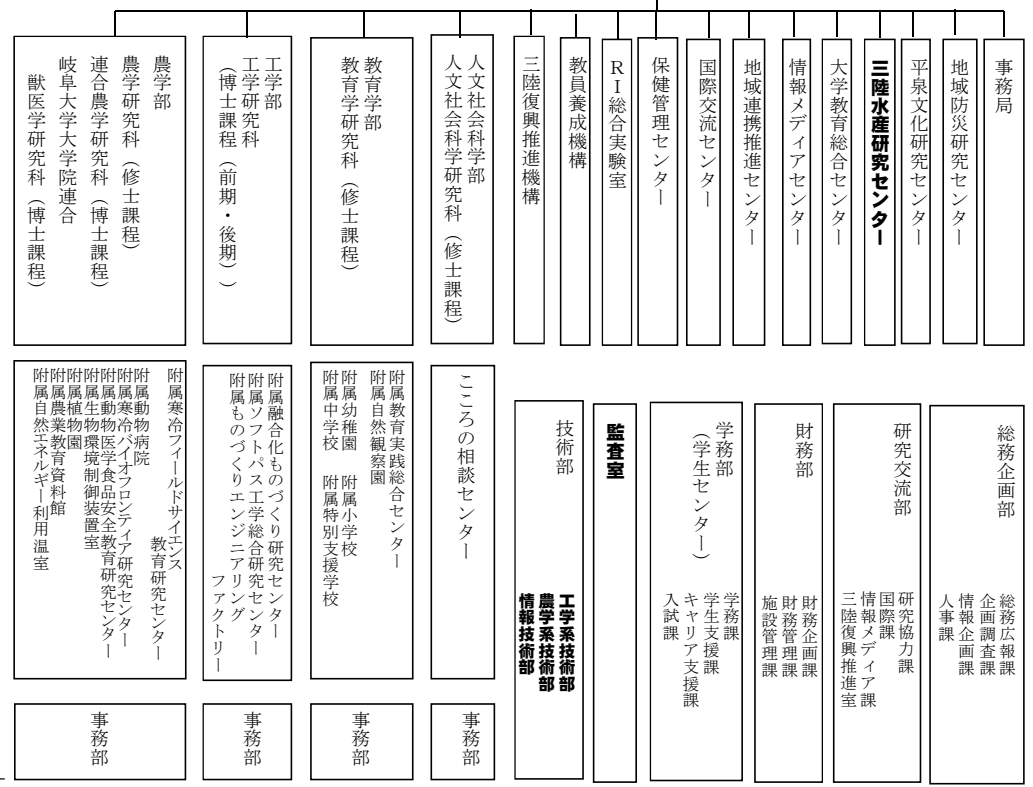 事務局
地域防災研究センター
平泉文化研究センター
三陸水産研究センター
大学教育総合センター
情報メディアセンター
地域連携推進センター
国際交流センター
保健管理センター
RI総合実験室
教員養成機構
三陸復興推進機構
人文社会科学部
人文社会科学研究科（修士課程）
教育学部
教育学研究科（修士課程）
工学部
工学研究科
（博士課程（前期・後期））
農学部
農学研究科（修士課程）
連合農学研究科（博士課程）
岐阜大学大学院連合
獣医学研究科（博士課程）
総務企画部
総務広報課
企画調査課
情報企画課
人事課
研究交流部
研究協力課
国際課
情報メディア課
三陸復興推進室
財務部
財務企画課
財務管理課
施設管理課
学務部
（学生センター）
学務課
学生支援課
キャリア支援課
入試課
監査室
技術部
工学系技術部
農学系技術部
情報技術部
こころの相談センター
附属教育実践総合センター
附属自然観察園
附属幼稚園　附属小学校
附属中学校　附属特別支援学校
附属融合化ものづくり研究センター
附属ソフトパス工学総合研究センター
附属ものづくりエンジニアリング
ファクトリー
附属寒冷フィールドサイエンス
教育研究センター
附属動物病院
附属寒冷バイオフロンティア研究センター
附属動物医学食品安全教育研究センター
附属生物環境制御装置室
附属植物園
附属農業教育資料館
附属自然エネルギー利用温室
事務部
事務部
事務部
事務部